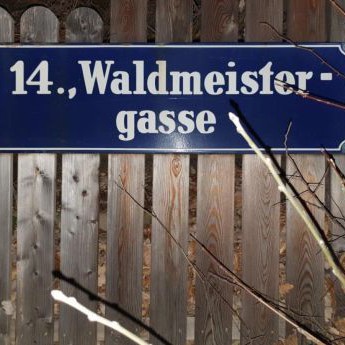 14., Waldmeister-
gasse